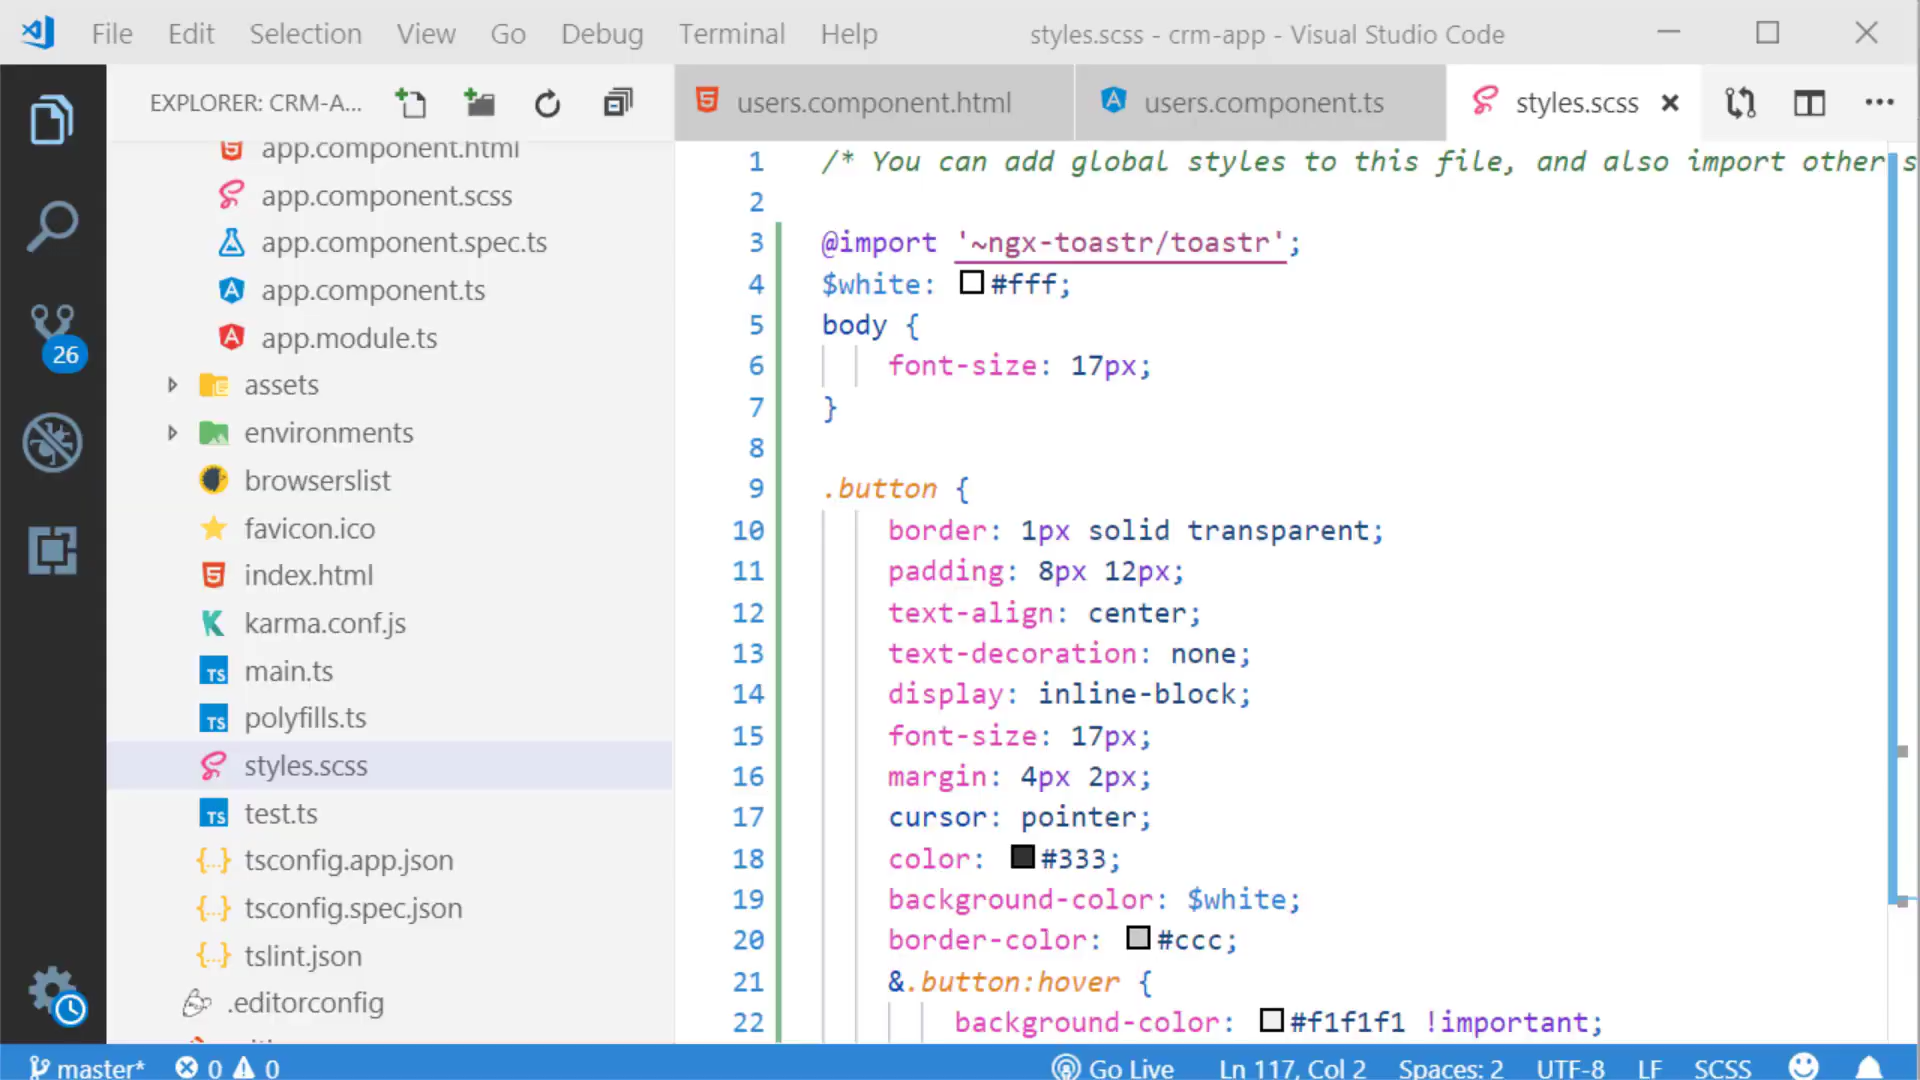 File Edit Selection View Go Debug Terminal Help styles.scss - crm-app - Visual Studio Code
EXPLORER: CRM-A...
users.component.html users.component.ts styles.scss
app.component.html
app.component.scss
app.component.spec.ts
app.component.ts
app.module.ts
assets
environments
browserslist
favicon.ico
index.html
karma.conf.js
main.ts
polyfills.ts
styles.scss
test.ts
tsconfig.app.json
tsconfig.spec.json
tslint.json
.editorconfig
26
1 /* You can add global styles to this file, and also import other s
2
3 @import '~ngx-toastr/toastr';
4 $white: #fff;
5 body {
6 font-size: 17px;
7 }
8
9 .button {
10 border: 1px solid transparent;
11 padding: 8px 12px;
12 text-align: center;
13 text-decoration: none;
14 display: inline-block;
15 font-size: 17px;
16 margin: 4px 2px;
17 cursor: pointer;
18 color: #333;
19 background-color: $white;
20 border-color: #ccc;
21 &.button:hover {
22 background-color: #f1f1f1 !important;
master* 0 0 Go Live Ln 117, Col 2 Spaces: 2 UTF-8 LF SCSS